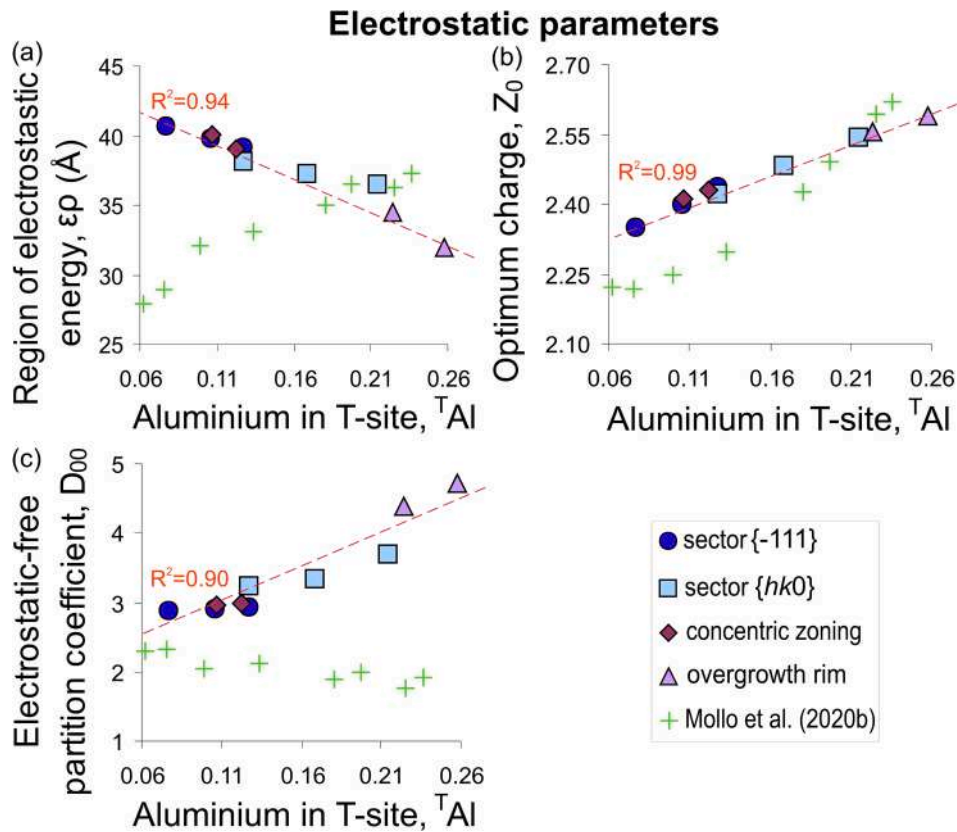 Electrostatic parameters
(a)
Region of electrostastic
energy, ερ (Å)
45
40
35
30
25
R²=0.94
0.06 0.11 0.16 0.21 0.26
Aluminium in T-site, ᵀAl
(b)
Optimum charge, Z₀
2.70
2.55
2.40
2.25
2.10
R²=0.99
0.06 0.11 0.16 0.21 0.26
Aluminium in T-site, ᵀAl
(c)
Electrostatic-free
partition coefficient, D₀₀
5
4
3
2
1
R²=0.90
0.06 0.11 0.16 0.21 0.26
Aluminium in T-site, ᵀAl
sector {-111}
sector {hk0}
concentric zoning
overgrowth rim
Mollo et al. (2020b)